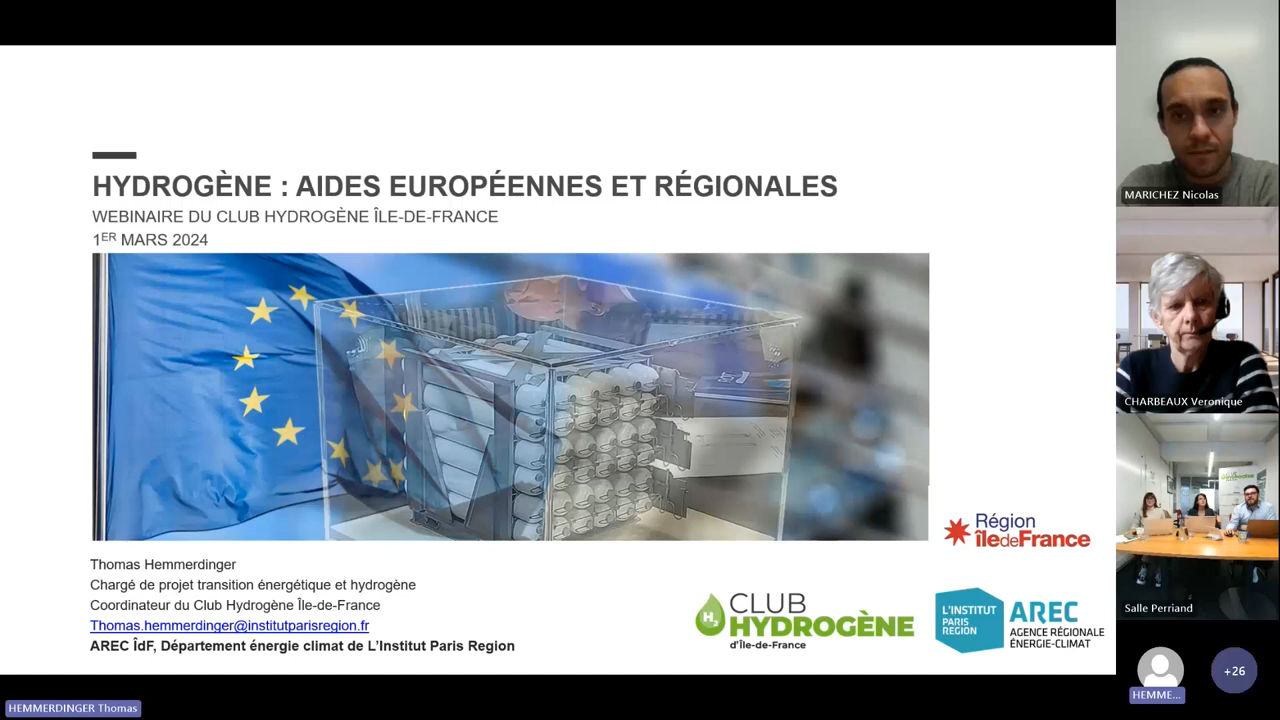 HYDROGÈNE : AIDES EUROPÉENNES ET RÉGIONALES
WEBINAIRE DU CLUB HYDROGÈNE ÎLE-DE-FRANCE
1ER MARS 2024
Thomas Hemmerdinger
Chargé de projet transition énergétique et hydrogène
Coordinateur du Club Hydrogène Île-de-France
Thomas.hemmerdinger@institutparisregion.fr
AREC ÎdF, Département énergie climat de L'Institut Paris Region
Région
îledeFrance
H2
CLUB
HYDROGÈNE
d'Île-de-France
L'INSTITUT
PARIS
REGION
AREC
AGENCE RÉGIONALE
ÉNERGIE-CLIMAT
MARICHEZ Nicolas
CHARBEAUX Veronique
HYDROGÈNE
Salle Perriand
HEMME...
+26
HEMMERDINGER Thomas